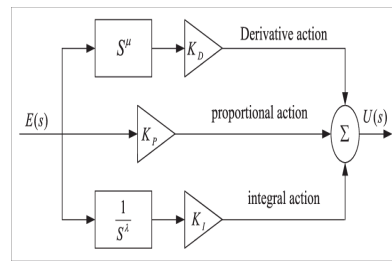 Derivative action
S^μ
K_D
E(s)
proportional action
U(s)
K_P
Σ
integral action
1
S^λ
K_I